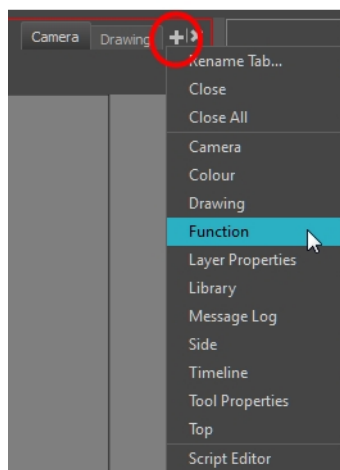 Camera Drawing
Rename Tab...
Close
Close All
Camera
Colour
Drawing
Function
Layer Properties
Library
Message Log
Side
Timeline
Tool Properties
Top
Script Editor